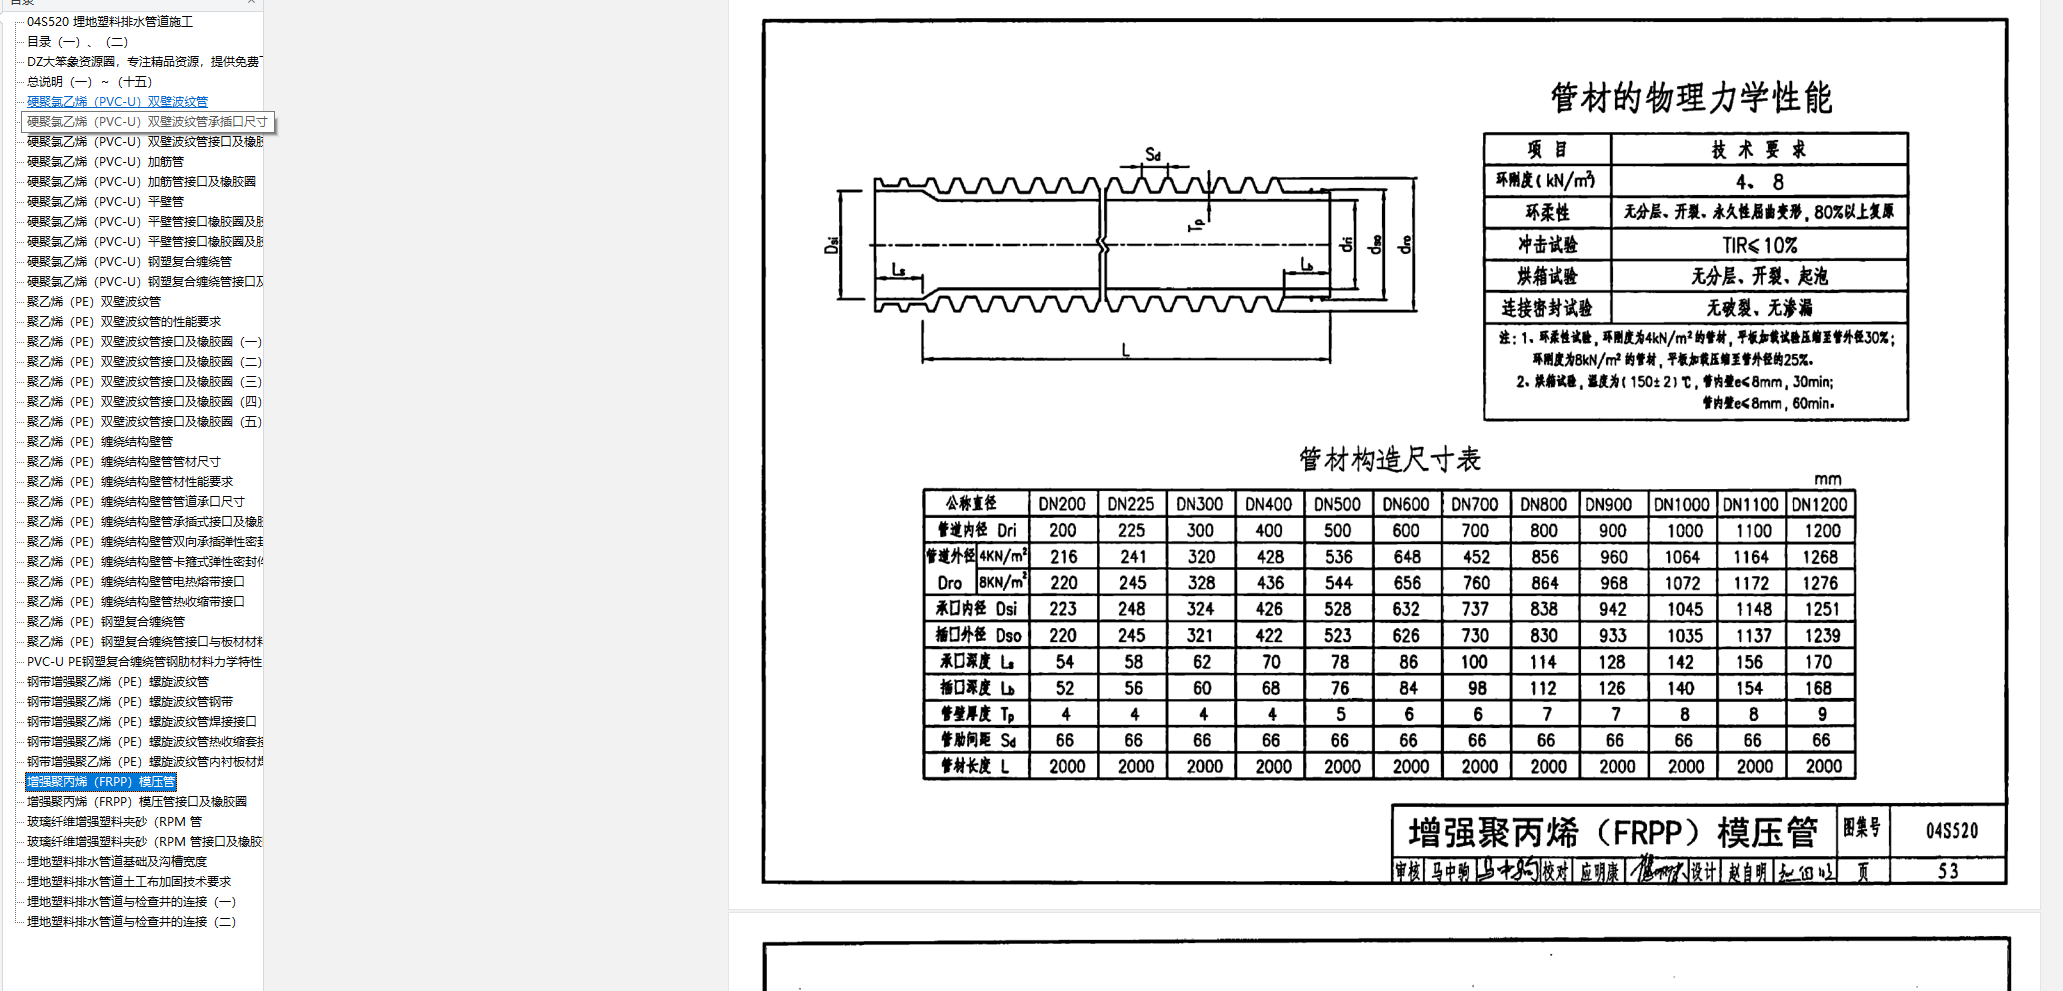 目录
04S520 埋地塑料排水管道施工
目录（一）、（二）
DZ大笨象资源圈，专注精品资源，提供免费
总说明（一）~（十五）
硬聚氯乙烯（PVC-U）双壁波纹管
硬聚氯乙烯（PVC-U）双壁波纹管承插口尺寸
硬聚氯乙烯（PVC-U）双壁波纹管接口及橡胶
硬聚氯乙烯（PVC-U）加筋管
硬聚氯乙烯（PVC-U）加筋管接口及橡胶圈
硬聚氯乙烯（PVC-U）平壁管
硬聚氯乙烯（PVC-U）平壁管接口橡胶圈及胶
硬聚氯乙烯（PVC-U）平壁管接口橡胶圈及胶
硬聚氯乙烯（PVC-U）钢塑复合缠绕管
硬聚氯乙烯（PVC-U）钢塑复合缠绕管接口及
聚乙烯（PE）双壁波纹管
聚乙烯（PE）双壁波纹管的性能要求
聚乙烯（PE）双壁波纹管接口及橡胶圈（一）
聚乙烯（PE）双壁波纹管接口及橡胶圈（二）
聚乙烯（PE）双壁波纹管接口及橡胶圈（三）
聚乙烯（PE）双壁波纹管接口及橡胶圈（四）
聚乙烯（PE）双壁波纹管接口及橡胶圈（五）
聚乙烯（PE）缠绕结构壁管
聚乙烯（PE）缠绕结构壁管管材尺寸
聚乙烯（PE）缠绕结构壁管材性能要求
聚乙烯（PE）缠绕结构壁管管道承口尺寸
聚乙烯（PE）缠绕结构壁管承插式接口及橡胶
聚乙烯（PE）缠绕结构壁管双向承插弹性密封
聚乙烯（PE）缠绕结构壁管卡箍式弹性密封件
聚乙烯（PE）缠绕结构壁管电热熔带接口
聚乙烯（PE）缠绕结构壁管热收缩带接口
聚乙烯（PE）钢塑复合缠绕管
聚乙烯（PE）钢塑复合缠绕管接口与板材材料
PVC-U PE钢塑复合缠绕管钢肋材料力学特性
钢带增强聚乙烯（PE）螺旋波纹管
钢带增强聚乙烯（PE）螺旋波纹管钢带
钢带增强聚乙烯（PE）螺旋波纹管焊接接口
钢带增强聚乙烯（PE）螺旋波纹管热收缩套接
钢带增强聚乙烯（PE）螺旋波纹管内衬板材焊
增强聚丙烯（FRPP）模压管
增强聚丙烯（FRPP）模压管接口及橡胶圈
玻璃纤维增强塑料夹砂（RPM 管
玻璃纤维增强塑料夹砂（RPM 管接口及橡胶
埋地塑料排水管道基础及沟槽宽度
埋地塑料排水管道土工布加固技术要求
埋地塑料排水管道与检查井的连接（一）
埋地塑料排水管道与检查井的连接（二）
Sd
Tp
Dsi
Ls
Lb
dri
dso
dro
L
管材的物理力学性能
项 目 技 术 要 求
环刚度(kN/m²) 4、8
环柔性 无分层、开裂、永久性屈曲变形，80%以上复原
冲击试验 TIR≤10%
烘箱试验 无分层、开裂、起泡
连接密封试验 无破裂、无渗漏
注：1、环柔性试验，环刚度为4kN/m²的管材，平板加载试验压缩至管外径30%；
环刚度为8kN/m²的管材，平板加载压缩至管外径的25%。
2、烘箱试验，温度为(150±2)℃，管内壁e≤8mm，30min；
管内壁e≤8mm，60min。
管材构造尺寸表
mm
公称直径 DN200 DN225 DN300 DN400 DN500 DN600 DN700 DN800 DN900 DN1000 DN1100 DN1200
管道内径 Dri 200 225 300 400 500 600 700 800 900 1000 1100 1200
管道外径 4KN/m² 216 241 320 428 536 648 452 856 960 1064 1164 1268
Dro 8KN/m² 220 245 328 436 544 656 760 864 968 1072 1172 1276
承口内径 Dsi 223 248 324 426 528 632 737 838 942 1045 1148 1251
插口外径 Dso 220 245 321 422 523 626 730 830 933 1035 1137 1239
承口深度 Ls 54 58 62 70 78 86 100 114 128 142 156 170
插口深度 Lb 52 56 60 68 76 84 98 112 126 140 154 168
管壁厚度 Tp 4 4 4 4 5 6 6 7 7 8 8 9
管肋间距 Sd 66 66 66 66 66 66 66 66 66 66 66 66
管材长度 L 2000 2000 2000 2000 2000 2000 2000 2000 2000 2000 2000 2000
增强聚丙烯（FRPP）模压管 图集号 04S520
审核 马中驹 校对 应明康 设计 赵自明 页 53